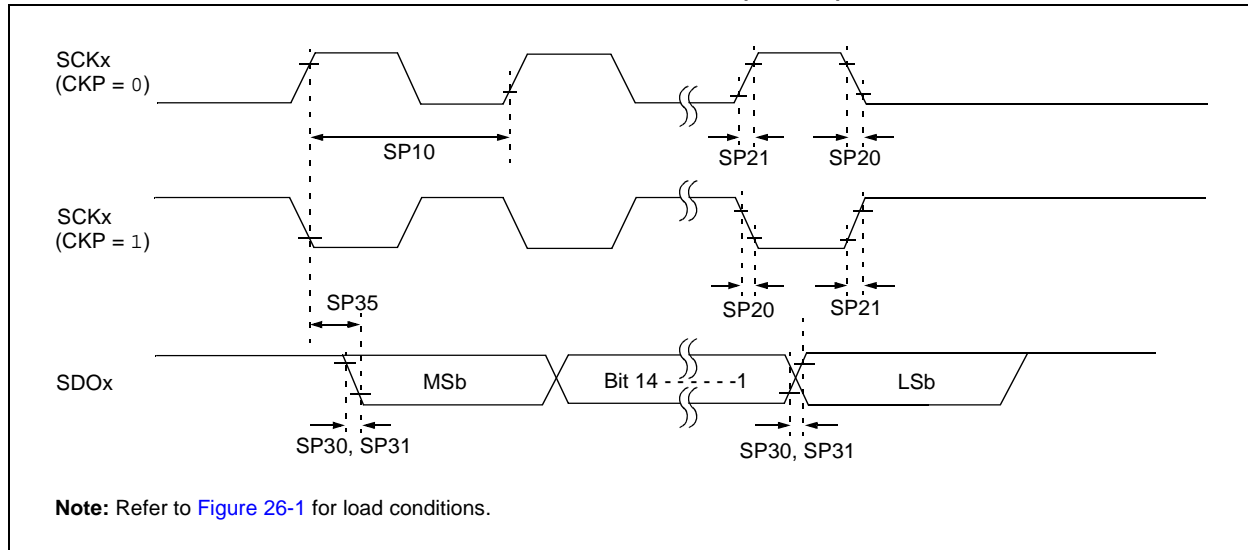 SCKx
(CKP = 0)
SP10
SP21
SP20
SCKx
(CKP = 1)
SP35
SP20
SP21
SDOx
MSb
Bit 14 - - - - - - -1
LSb
SP30, SP31
SP30, SP31
Note: Refer to Figure 26-1 for load conditions.